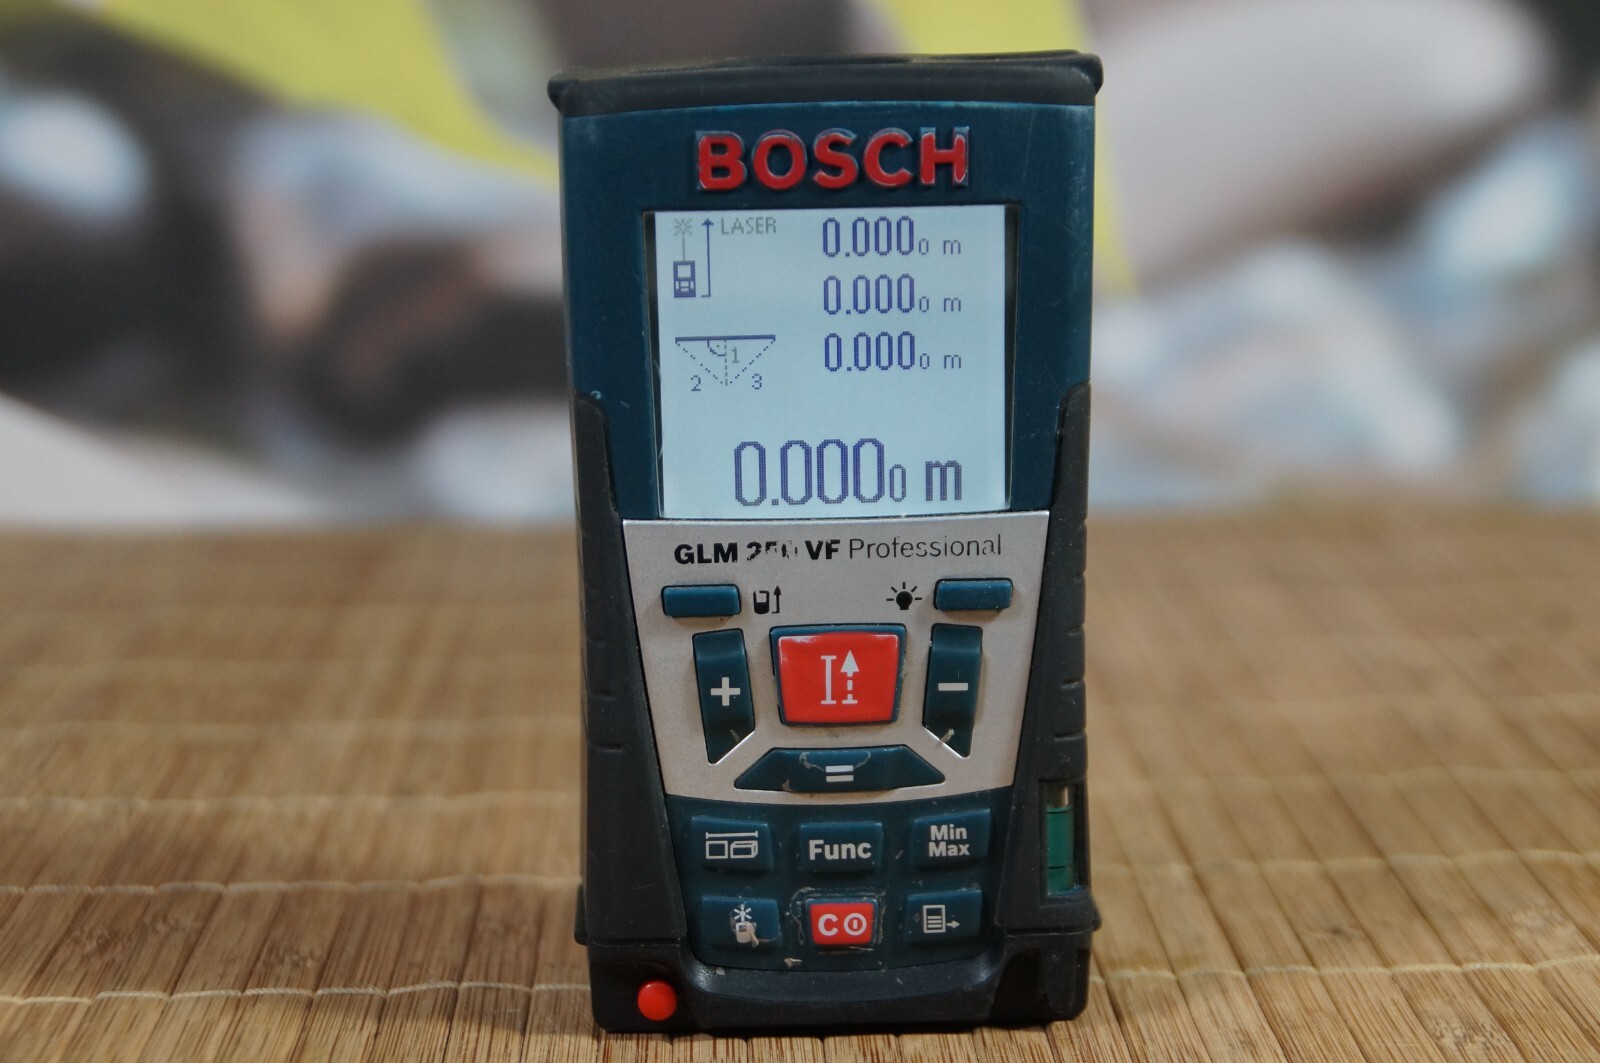 BOSCH
LASER
0.0000 m
0.0000 m
1
2 3
0.0000 m
0.0000 m
GLM 250 VF Professional
+
−
=
Func
Min
Max
C